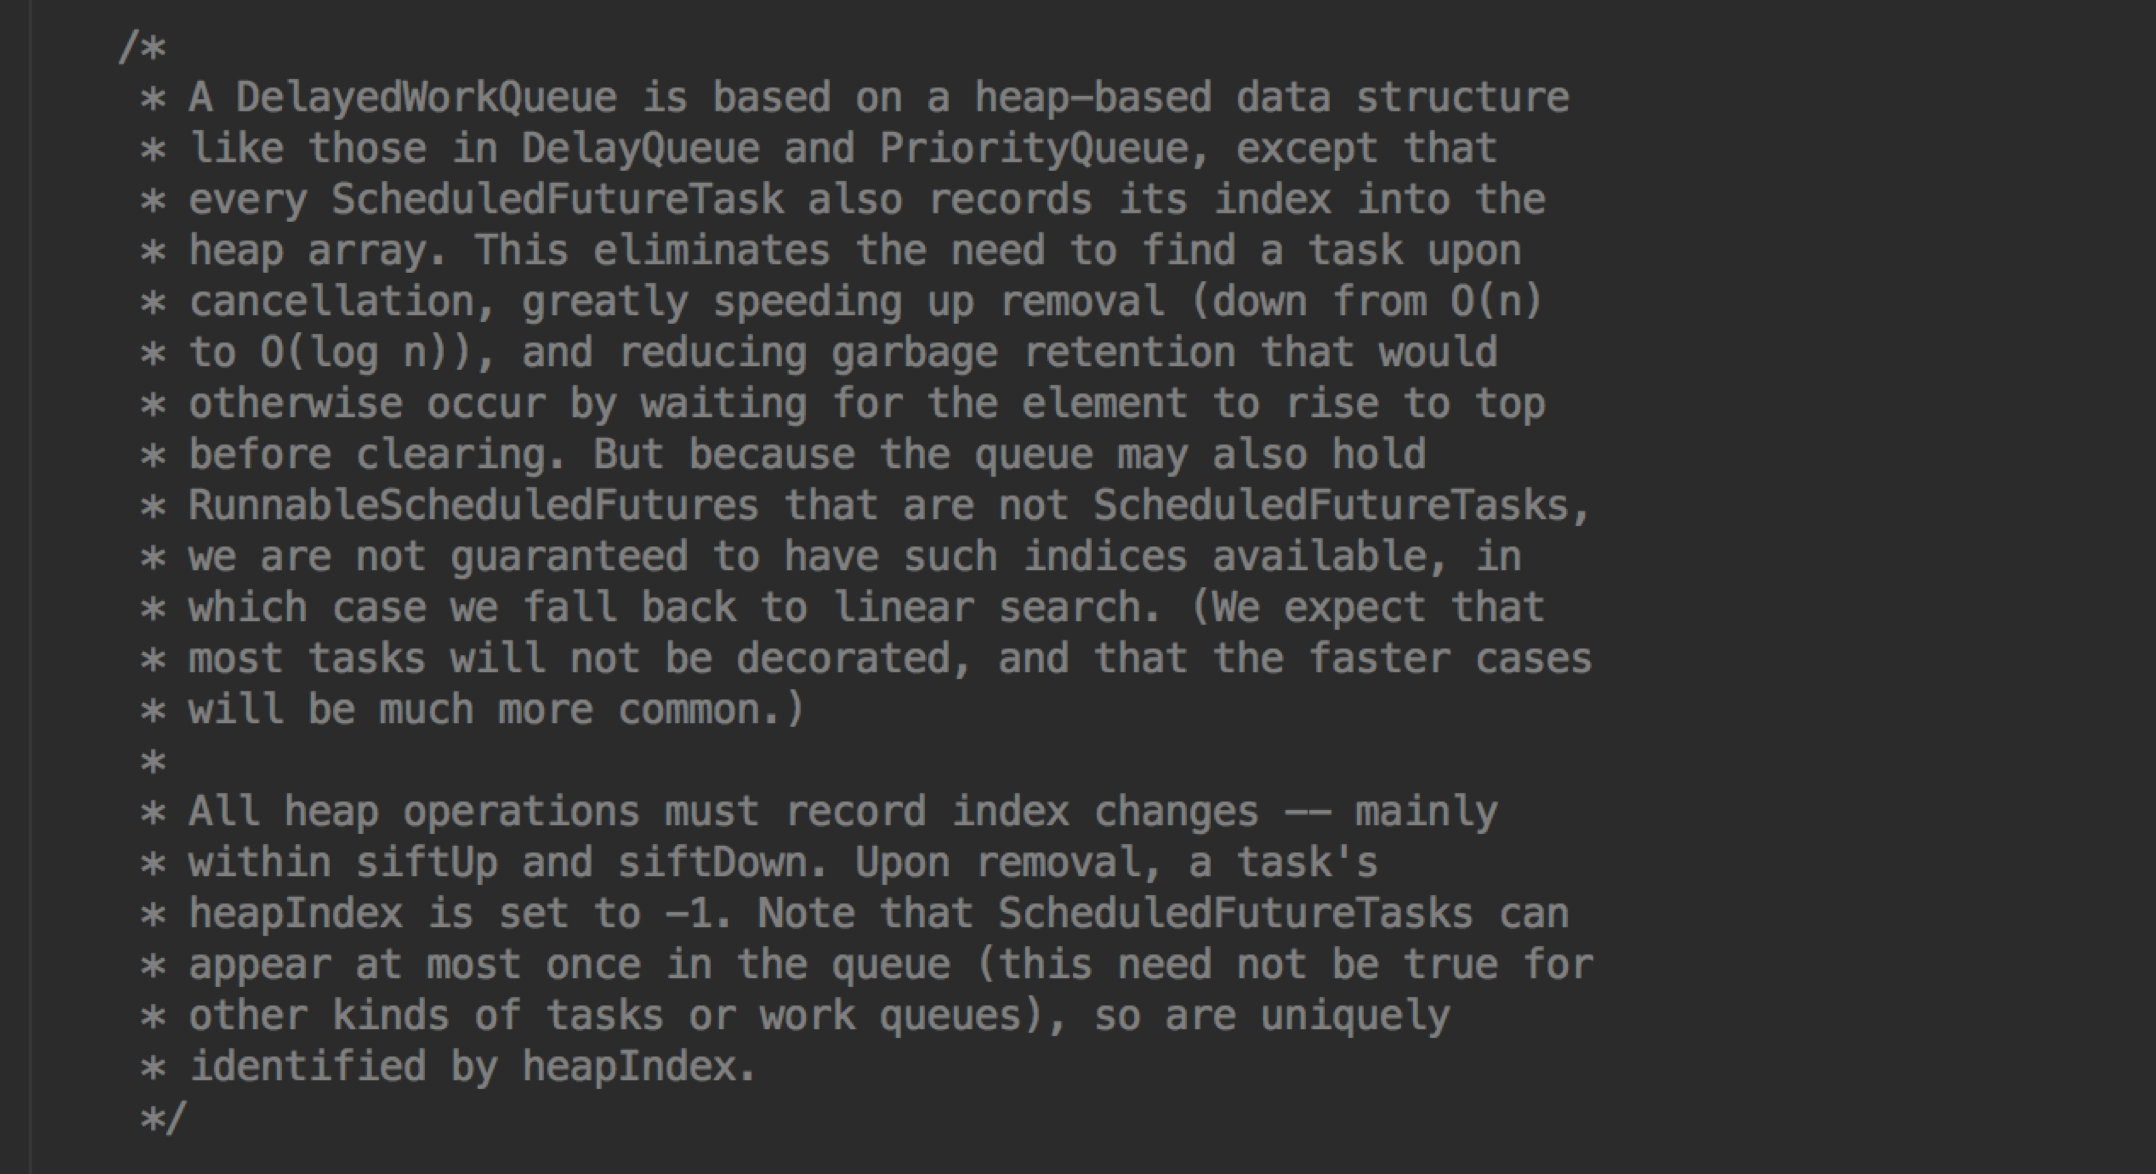 /*
* A DelayedWorkQueue is based on a heap-based data structure
* like those in DelayQueue and PriorityQueue, except that
* every ScheduledFutureTask also records its index into the
* heap array. This eliminates the need to find a task upon
* cancellation, greatly speeding up removal (down from O(n)
* to O(log n)), and reducing garbage retention that would
* otherwise occur by waiting for the element to rise to top
* before clearing. But because the queue may also hold
* RunnableScheduledFutures that are not ScheduledFutureTasks,
* we are not guaranteed to have such indices available, in
* which case we fall back to linear search. (We expect that
* most tasks will not be decorated, and that the faster cases
* will be much more common.)
*
* All heap operations must record index changes -- mainly
* within siftUp and siftDown. Upon removal, a task's
* heapIndex is set to -1. Note that ScheduledFutureTasks can
* appear at most once in the queue (this need not be true for
* other kinds of tasks or work queues), so are uniquely
* identified by heapIndex.
*/